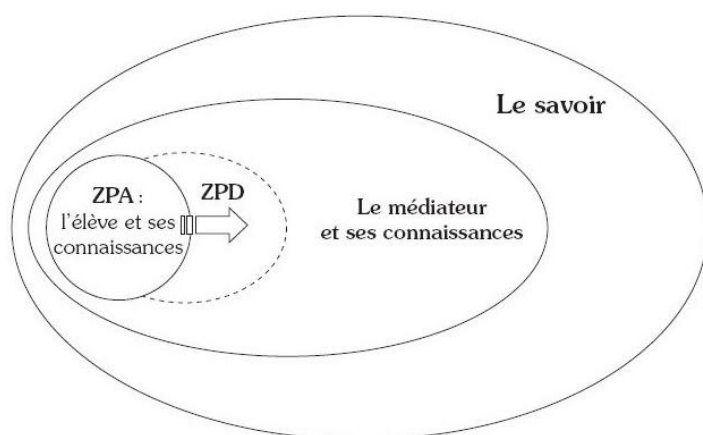 Le savoir
ZPA :
l'élève et ses
connaissances
ZPD
Le médiateur
et ses connaissances